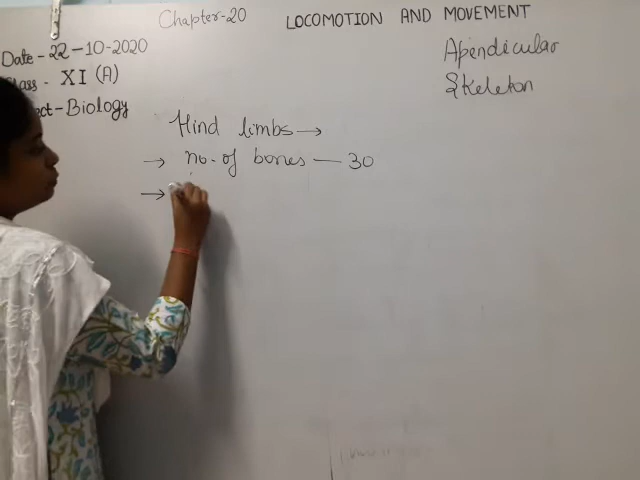 Chapter-20 LOCOMOTION AND MOVEMENT
Date - 22-10-2020
Class - XI (A)
ect-Biology
Apendicular
Skeleton
Hind limbs →
→ no. of bones — 30
→